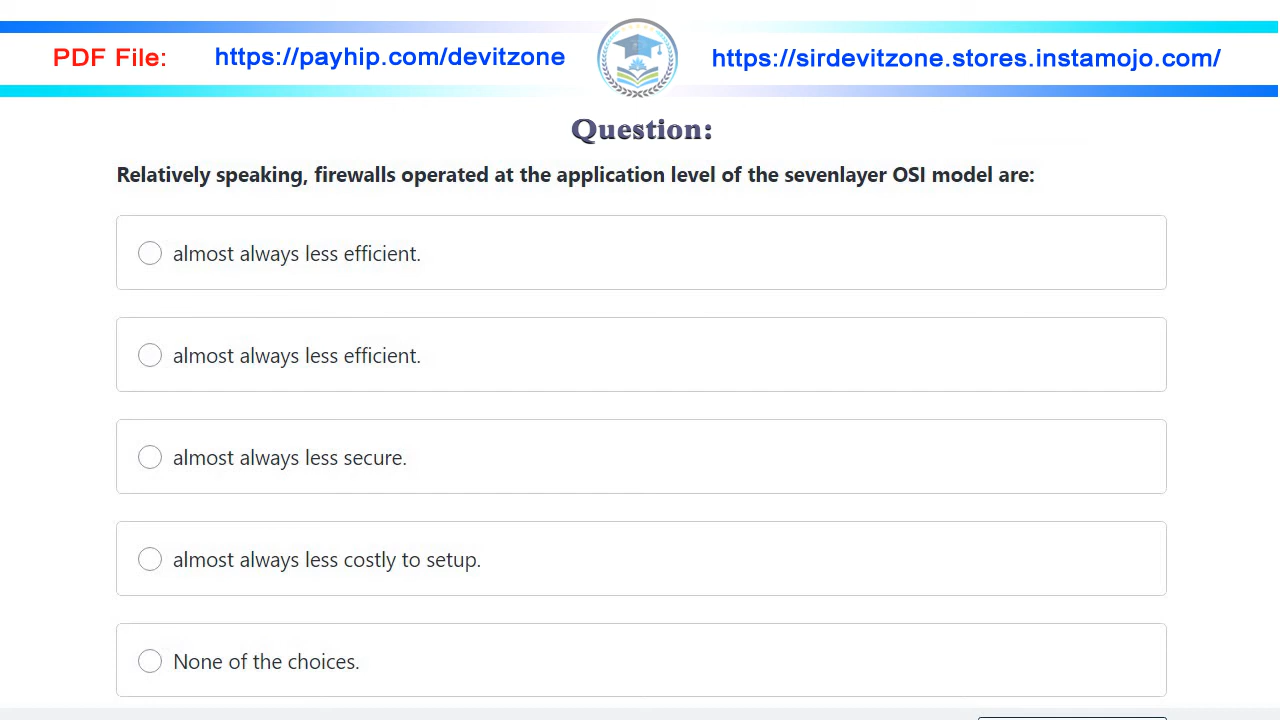 PDF File: https://payhip.com/devitzone https://sirdevitzone.stores.instamojo.com/
Question:
Relatively speaking, firewalls operated at the application level of the sevenlayer OSI model are:
almost always less efficient.
almost always less efficient.
almost always less secure.
almost always less costly to setup.
None of the choices.